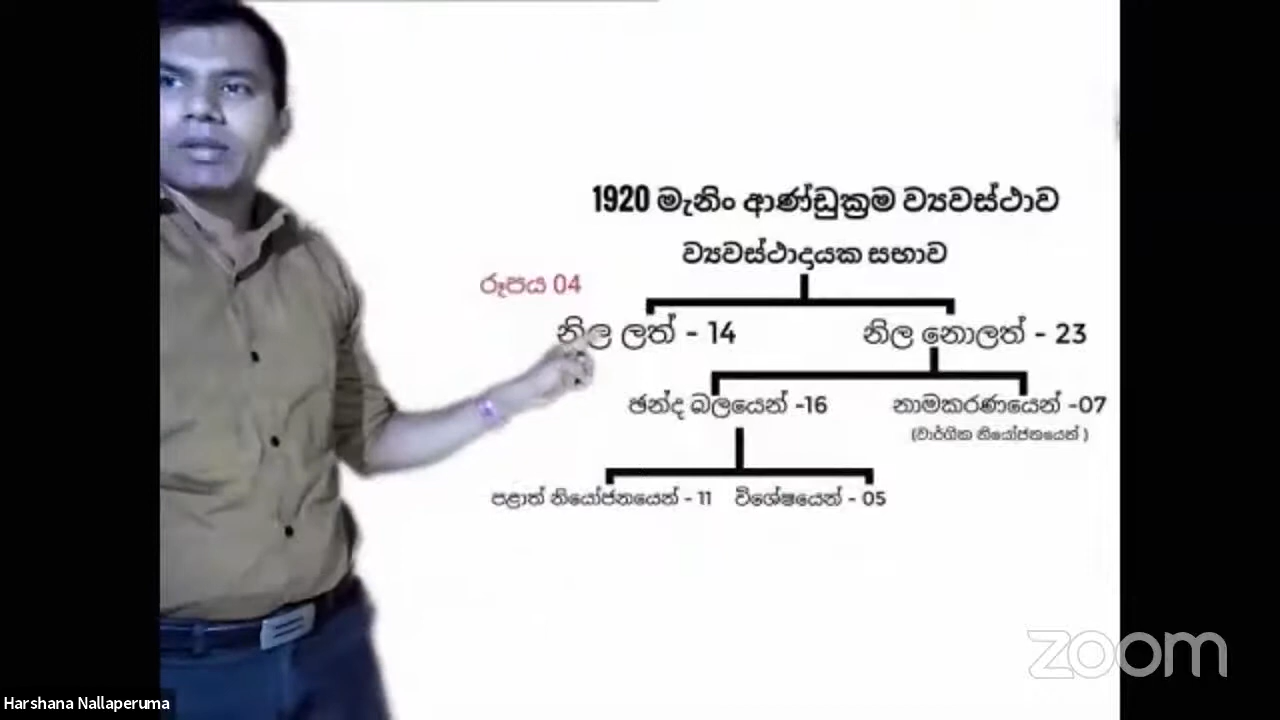 1920 මැනිං ආණ්ඩුක්‍රම ව්‍යවස්ථාව
ව්‍යවස්ථාදායක සභාව
රූපය 04
නිල ලත් - 14 නිල නොලත් - 23
ඡන්ද බලයෙන් -16 නාමකරණයෙන් -07
(වාර්ගික නියෝජනයෙන් )
පළාත් නියෝජනයෙන් - 11 විශේෂයෙන් - 05
zoom
Harshana Nallaperuma